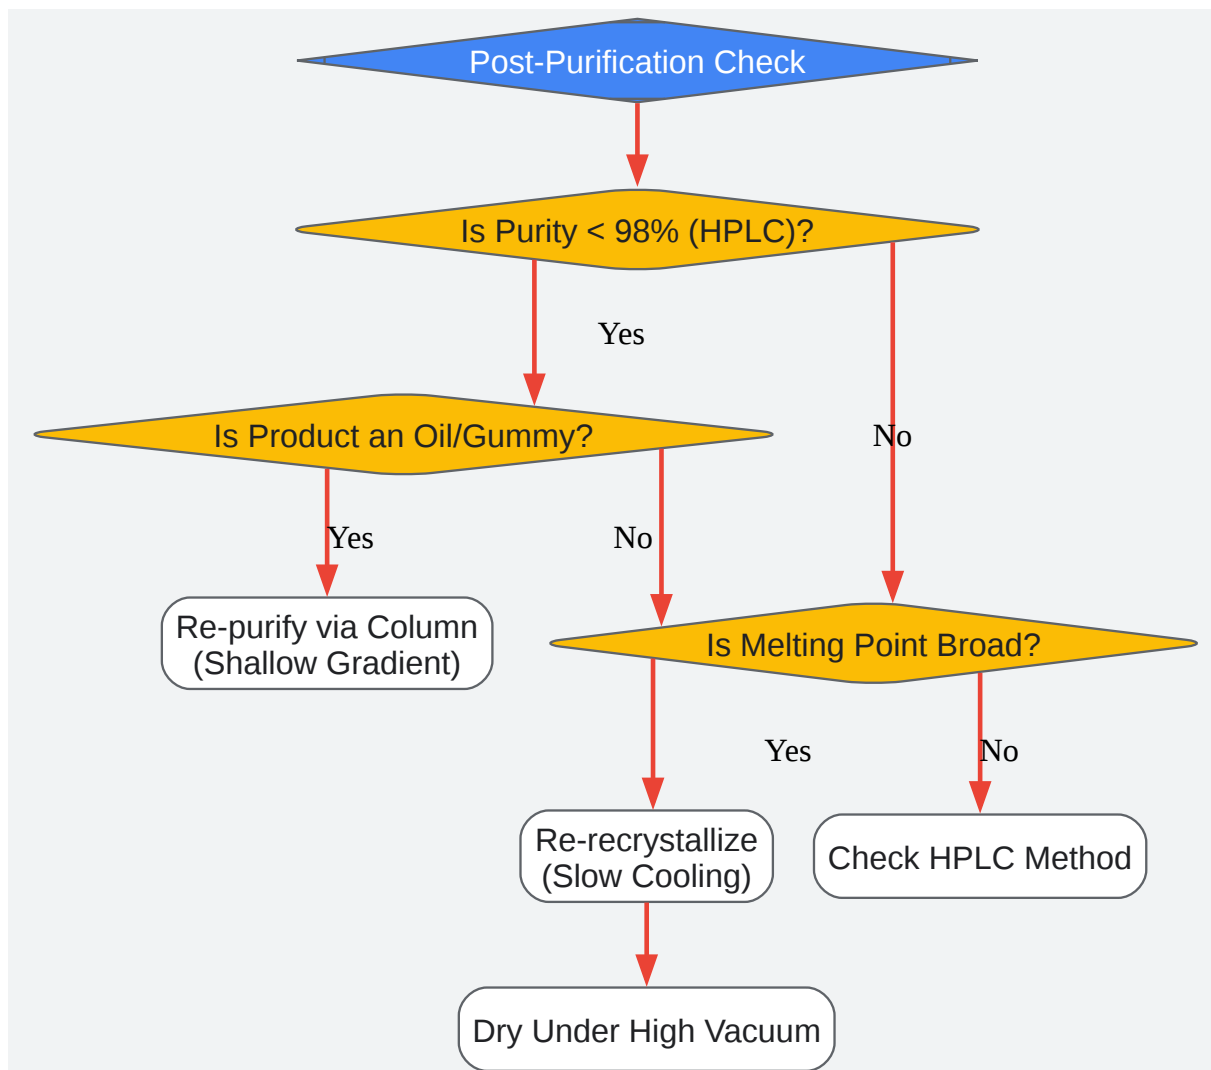 Post-Purification Check
Is Purity < 98% (HPLC)?
Yes
Is Product an Oil/Gummy?
No
Yes
No
Re-purify via Column
(Shallow Gradient)
Is Melting Point Broad?
Yes
No
Re-recrystallize
(Slow Cooling)
Check HPLC Method
Dry Under High Vacuum